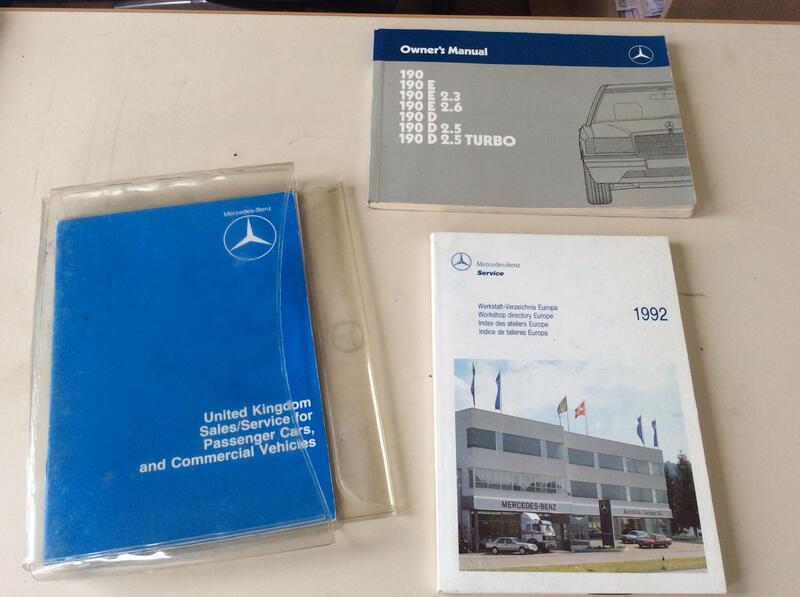 Owner's Manual
190
190 E
190 E 2.3
190 E 2.6
190 D
190 D 2.5
190 D 2.5 TURBO
Mercedes-Benz
United Kingdom
Sales/Service for
Passenger Cars,
and Commercial Vehicles
Mercedes-Benz
Service
Werkstatt-Verzeichnis Europa
Workshop directory Europe
Index des ateliers Europe
Indice de talleres Europa
1992
MERCEDES-BENZ